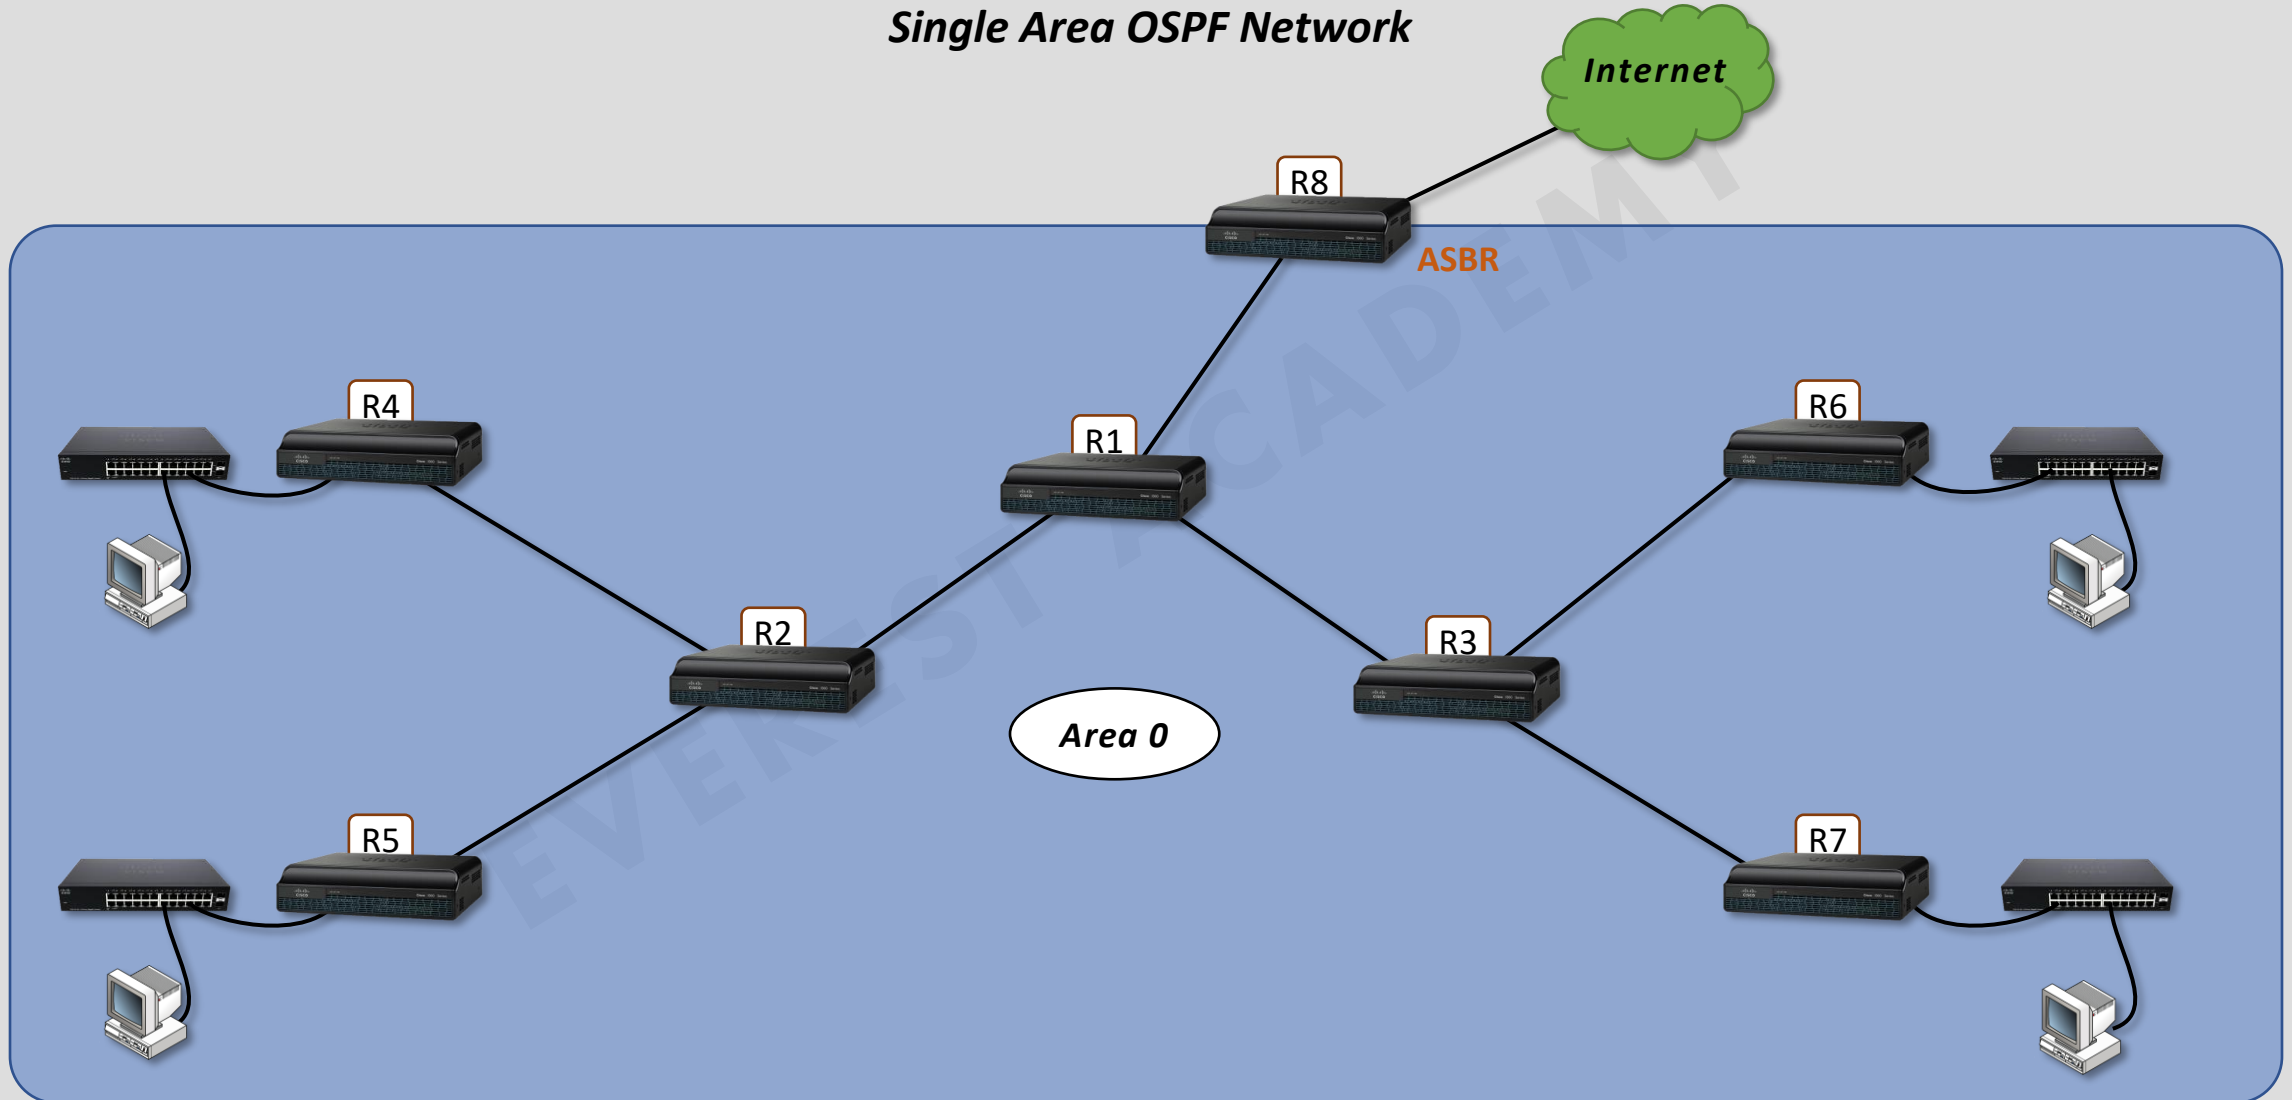 Single Area OSPF Network
Internet
R8
ASBR
R4
R1
R6
R2
R3
Area 0
R5
R7
EVEREST ACADEMY